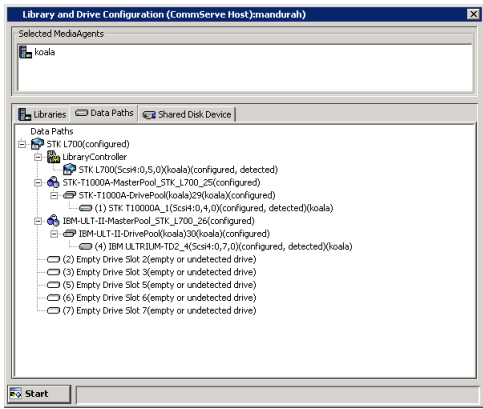 Library and Drive Configuration (CommServe Host):mandurah)
Selected MediaAgents
koala
Libraries Data Paths Shared Disk Device
Data Paths
STK L700(configured)
LibraryController
STK L700(Scsi4:0,5,0)(koala)(configured, detected)
STK-T1000A-MasterPool_STK_L700_25(configured)
STK-T1000A-DrivePool(koala)29(koala)(configured)
(1) STK T10000A_1(Scsi4:0,4,0)(configured, detected)(koala)
IBM-ULT-II-MasterPool_STK_L700_26(configured)
IBM-ULT-II-DrivePool(koala)30(koala)(configured)
(4) IBM ULTRIUM-TD2_4(Scsi4:0,7,0)(configured, detected)(koala)
(2) Empty Drive Slot 2(empty or undetected drive)
(3) Empty Drive Slot 3(empty or undetected drive)
(5) Empty Drive Slot 5(empty or undetected drive)
(6) Empty Drive Slot 6(empty or undetected drive)
(7) Empty Drive Slot 7(empty or undetected drive)
Start